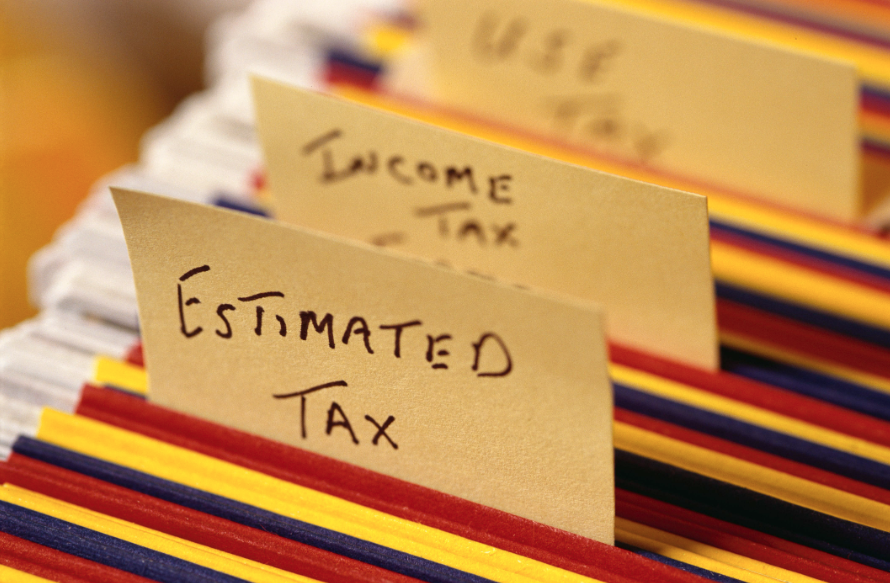 ESTIMATED
TAX
INCOME
TAX
USE
TAX